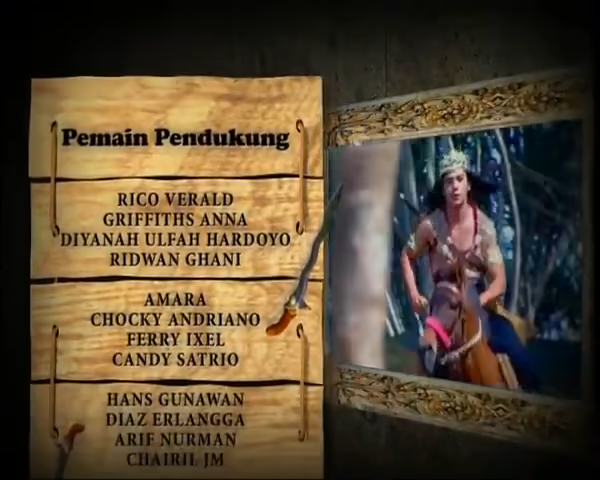 Pemain Pendukung
RICO VERALD
GRIFFITHS ANNA
DIYANAH ULFAH HARDOYO
RIDWAN GHANI
AMARA
CHOCKY ANDRIANO
FERRY IXEL
CANDY SATRIO
HANS GUNAWAN
DIAZ ERLANGGA
ARIF NURMAN
CHAIRIL JM